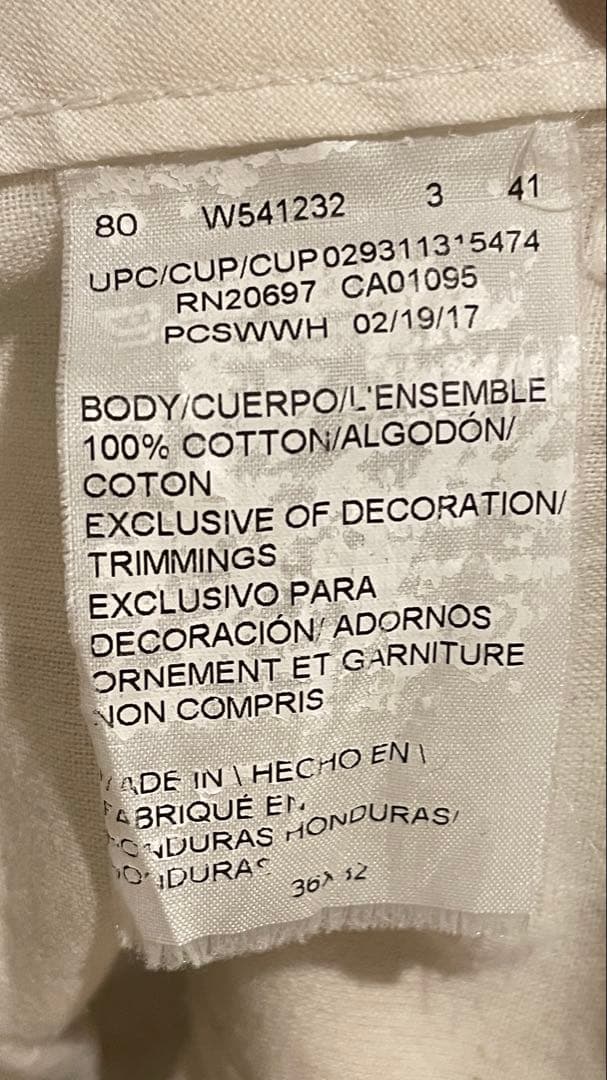 80 W541232 3 41
UPC/CUP/CUP 029311315474
RN20697 CA01095
PCSWWH 02/19/17
BODY/CUERPO/L'ENSEMBLE
100% COTTON/ALGODÓN/
COTON
EXCLUSIVE OF DECORATION/
TRIMMINGS
EXCLUSIVO PARA
DECORACIÓN/ ADORNOS
ORNEMENT ET GARNITURE
NON COMPRIS
MADE IN \ HECHO EN \
FABRIQUÉ EN
HONDURAS HONDURAS/
HONDURAS